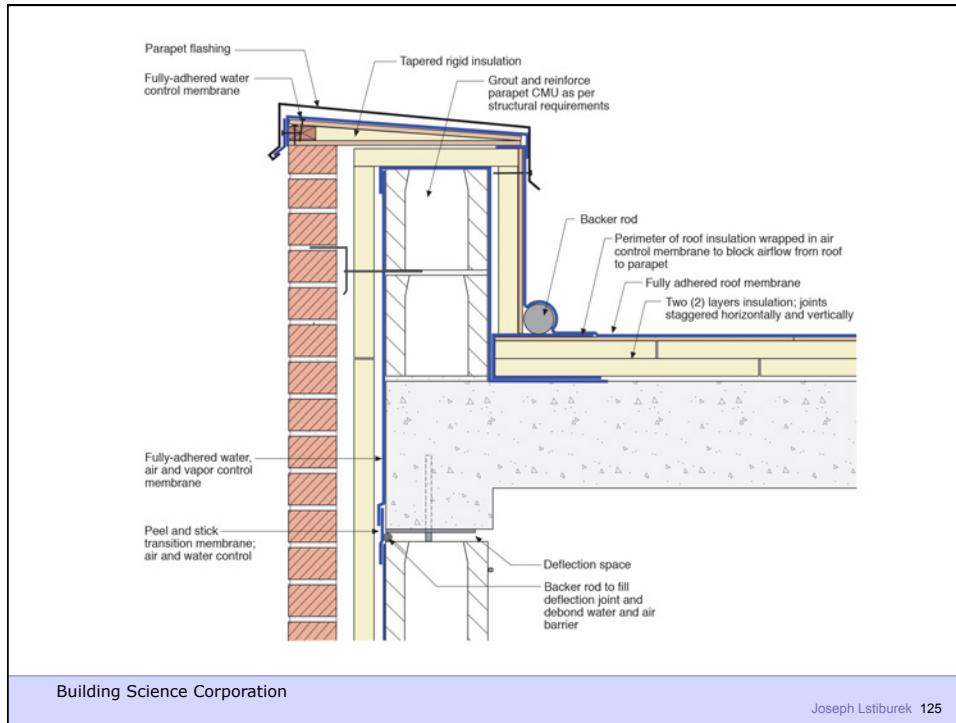 Parapet flashing
Fully-adhered water
control membrane
Tapered rigid insulation
Grout and reinforce
parapet CMU as per
structural requirements
Backer rod
Perimeter of roof insulation wrapped in air
control membrane to block airflow from roof
to parapet
Fully adhered roof membrane
Two (2) layers insulation; joints
staggered horizontally and vertically
Fully-adhered water,
air and vapor control
membrane
Peel and stick
transition membrane;
air and water control
Deflection space
Backer rod to fill
deflection joint and
debond water and air
barrier
Building Science Corporation
Joseph Lstiburek 125